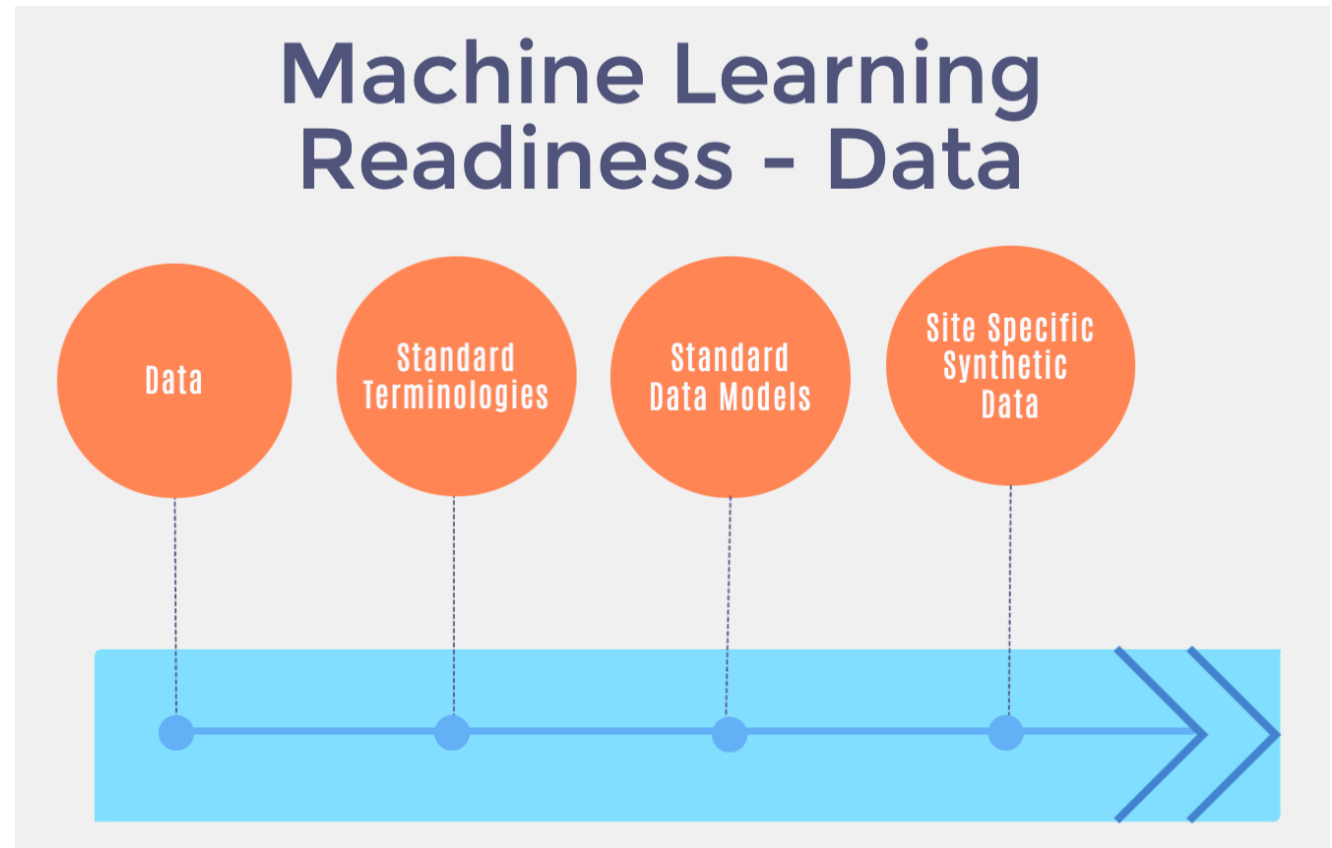 Machine Learning
Readiness - Data
Data
Standard
Terminologies
Standard
Data Models
Site Specific
Synthetic
Data